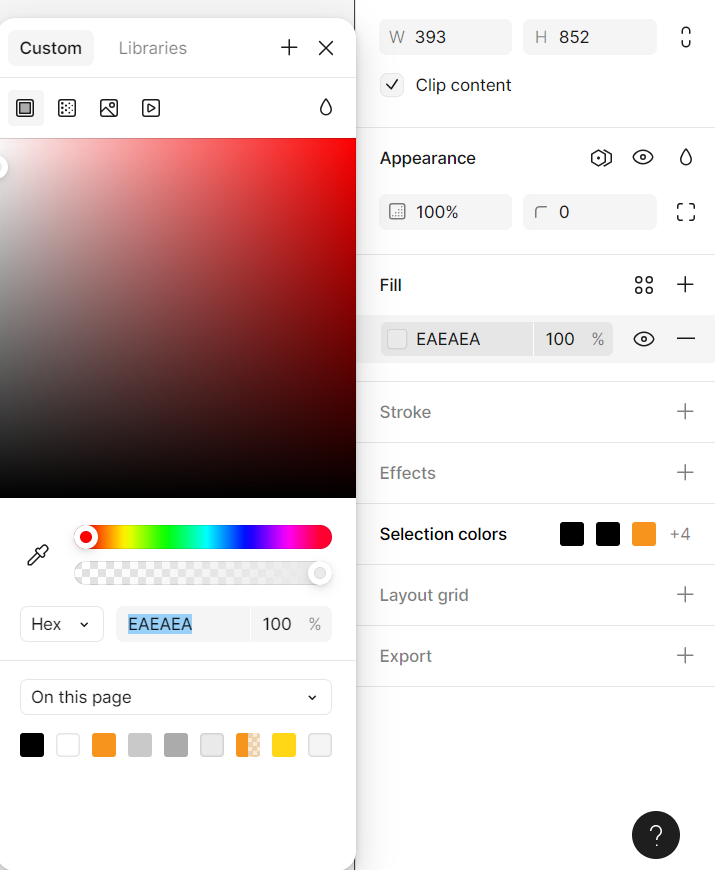 Custom
Libraries
Hex
EAEAEA
100
%
On this page
W 393
H 852
Clip content
Appearance
100%
0
Fill
EAEAEA
100
%
Stroke
Effects
Selection colors
+4
Layout grid
Export
?